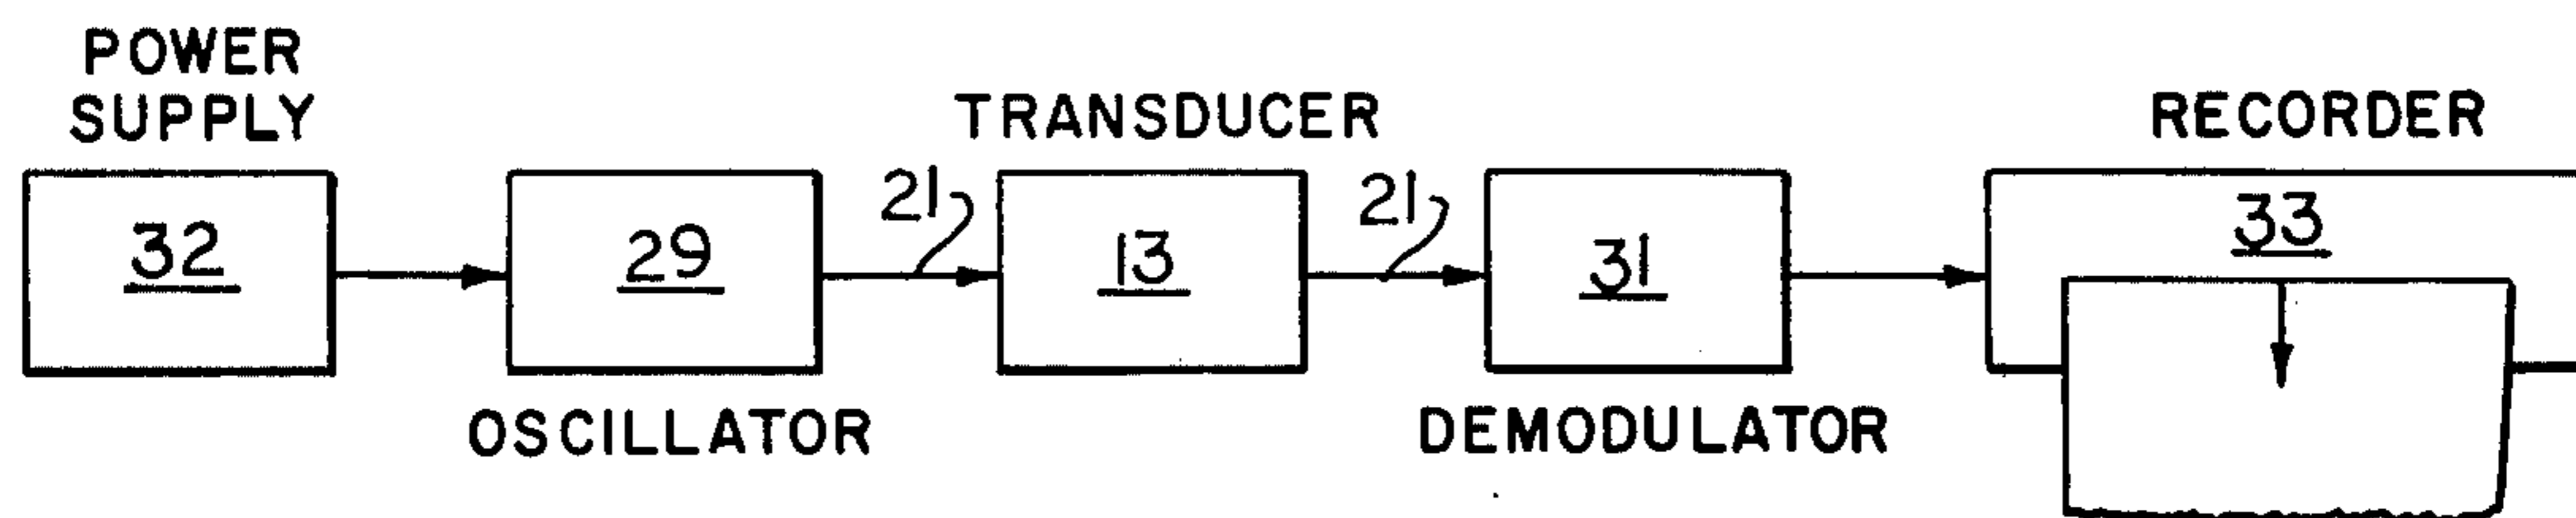 POWER
SUPPLY
TRANSDUCER
RECORDER
32
29
21
13
21
31
33
OSCILLATOR
DEMODULATOR